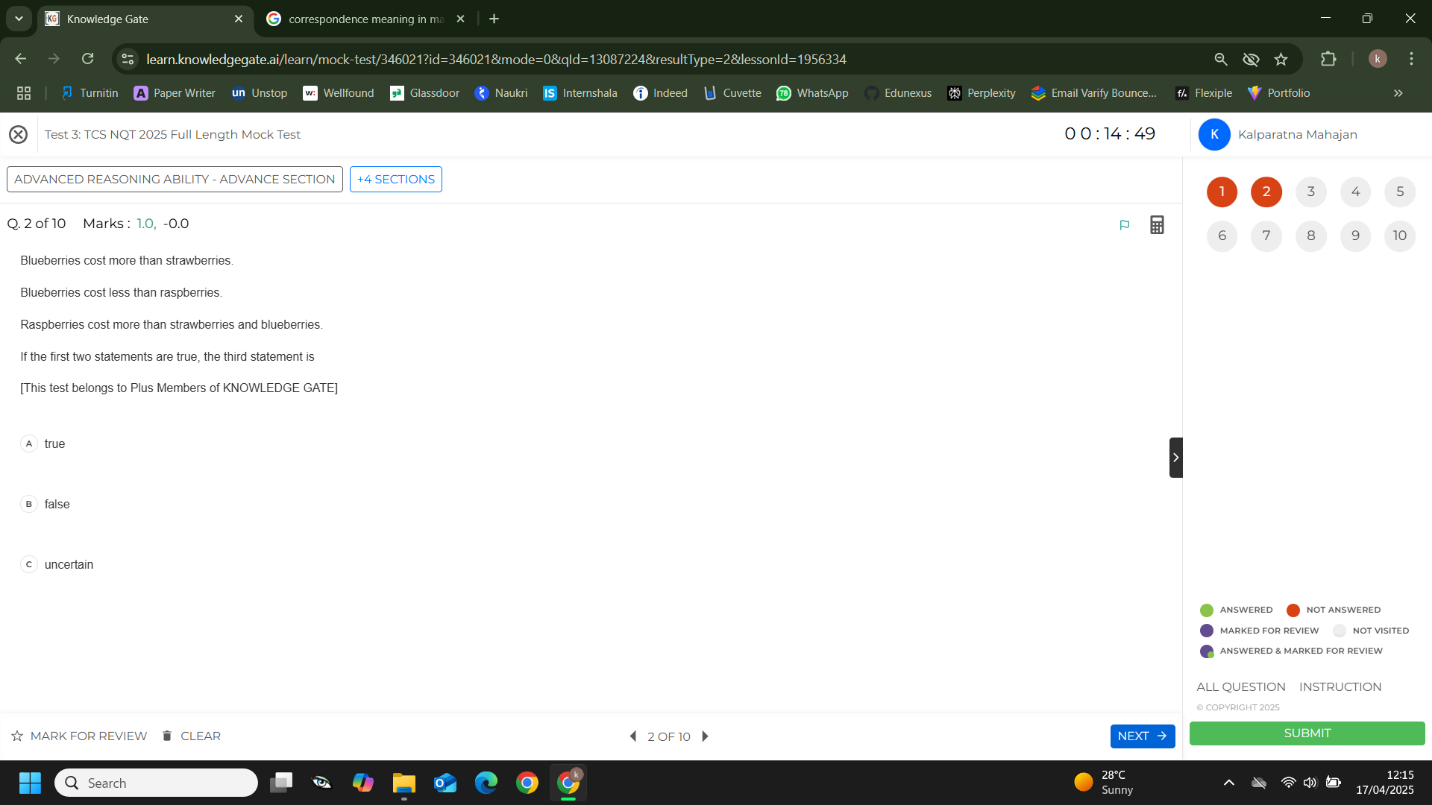 Knowledge Gate
correspondence meaning in ma
learn.knowledgegate.ai/learn/mock-test/346021?id=346021&mode=0&qId=13087224&resultType=2&lessonId=1956334
k
Turnitin
Paper Writer
Unstop
Wellfound
Glassdoor
Naukri
Internshala
Indeed
Cuvette
WhatsApp
Edunexus
Perplexity
Email Varify Bounce...
Flexiple
Portfolio
Test 3: TCS NQT 2025 Full Length Mock Test
0 0 : 14 : 49
K
Kalparatna Mahajan
ADVANCED REASONING ABILITY - ADVANCE SECTION
+4 SECTIONS
1 2 3 4 5
6 7 8 9 10
Q. 2 of 10 Marks : 1.0, -0.0
Blueberries cost more than strawberries.
Blueberries cost less than raspberries.
Raspberries cost more than strawberries and blueberries.
If the first two statements are true, the third statement is
[This test belongs to Plus Members of KNOWLEDGE GATE]
A true
B false
C uncertain
ANSWERED NOT ANSWERED
MARKED FOR REVIEW NOT VISITED
ANSWERED & MARKED FOR REVIEW
ALL QUESTION INSTRUCTION
© COPYRIGHT 2025
MARK FOR REVIEW
CLEAR
2 OF 10
NEXT
SUBMIT
Search
28°C
Sunny
12:15
17/04/2025